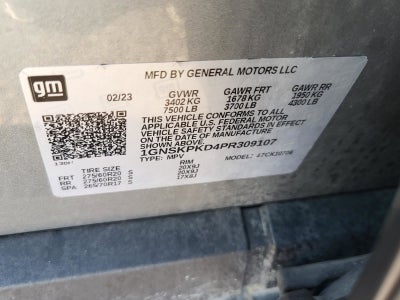 gm
MFD BY GENERAL MOTORS LLC
02/23 GVWR GAWR FRT GAWR RR
3402 KG 1678 KG 1950 KG
7500 LB 3700 LB 4300 LB
THIS VEHICLE CONFORMS TO ALL
APPLICABLE U.S. FEDERAL MOTOR
VEHICLE SAFETY STANDARDS IN EFFECT
ON THE DATE OF MANUFACTURE
SHOWN ABOVE.
1GNSKPKD4PR309107
TYPE: MPV MODEL:
TIRE SIZE RIM
FRT 275/60R20 S 20X9J
RR 275/60R20 S 20X9J
SPA 265/70R17 S 17X8J